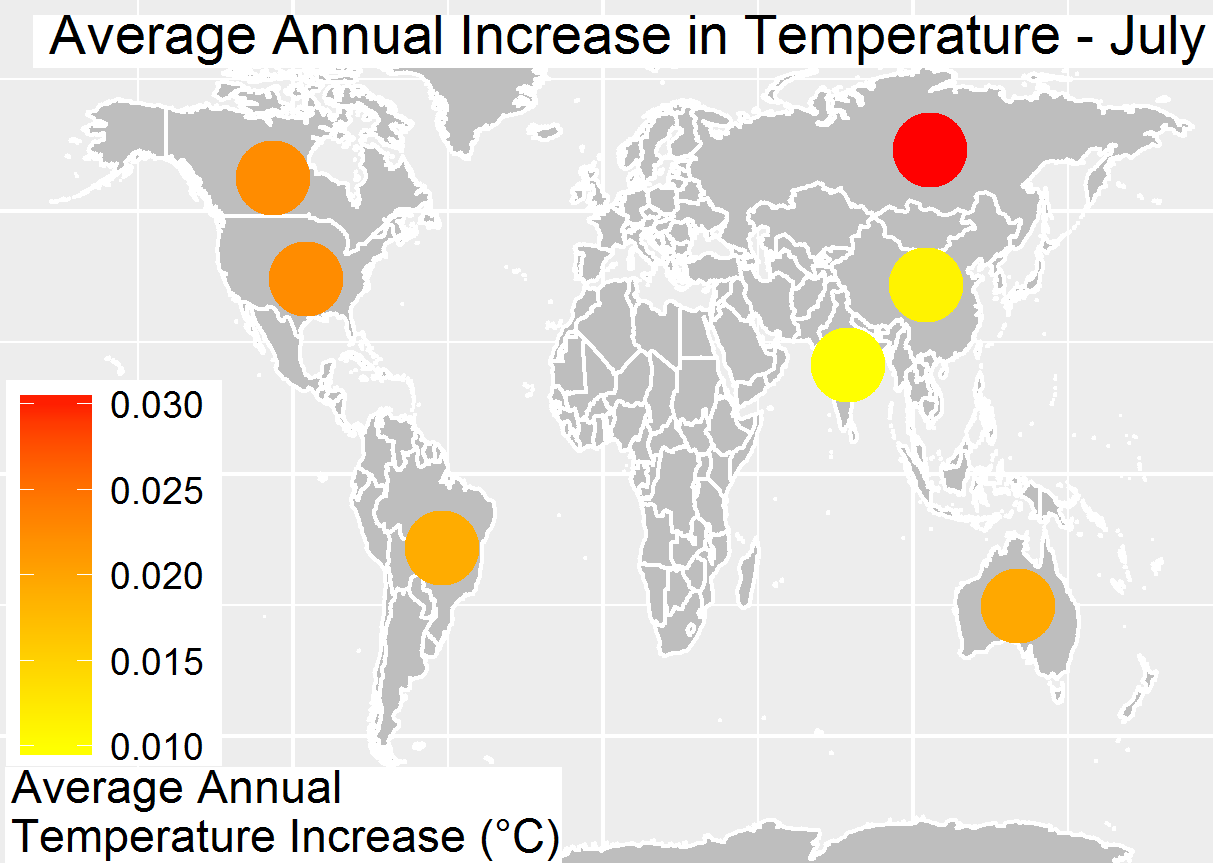 Average Annual Increase in Temperature - July
0.030
0.025
0.020
0.015
0.010
Average Annual
Temperature Increase (°C)